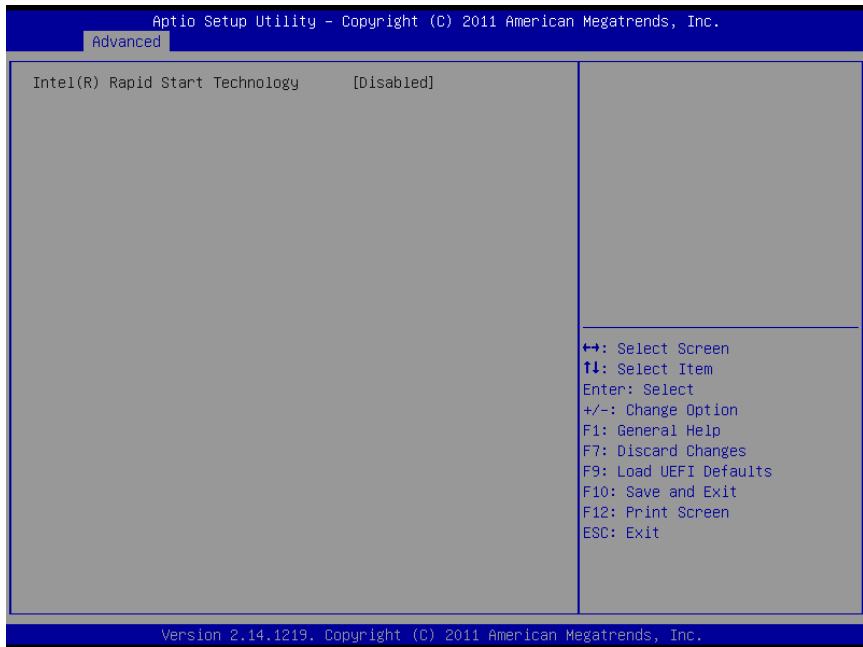 Aptio Setup Utility – Copyright (C) 2011 American Megatrends, Inc.
Advanced
Intel(R) Rapid Start Technology [Disabled]
↔: Select Screen
↑↓: Select Item
Enter: Select
+/-: Change Option
F1: General Help
F7: Discard Changes
F9: Load UEFI Defaults
F10: Save and Exit
F12: Print Screen
ESC: Exit
Version 2.14.1219. Copyright (C) 2011 American Megatrends, Inc.